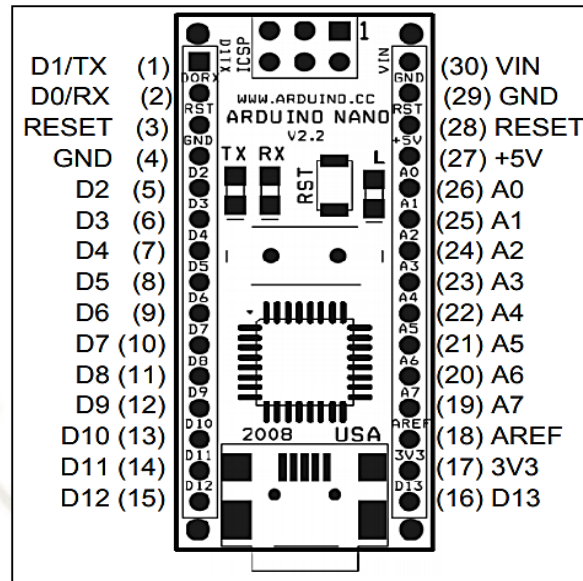 D1/TX (1)
D0/RX (2)
RESET (3)
GND (4)
D2 (5)
D3 (6)
D4 (7)
D5 (8)
D6 (9)
D7 (10)
D8 (11)
D9 (12)
D10 (13)
D11 (14)
D12 (15)
D1TX
ICSP
1
VIN
D0RX
RST
GND
D2
D3
D4
D5
D6
D7
D8
D9
D10
D11
D12
WWW.ARDUINO.CC
ARDUINO NANO
V2.2
TX RX
RST
L
2008 USA
GND
RST
+5V
A0
A1
A2
A3
A4
A5
A6
A7
AREF
3V3
D13
(30) VIN
(29) GND
(28) RESET
(27) +5V
(26) A0
(25) A1
(24) A2
(23) A3
(22) A4
(21) A5
(20) A6
(19) A7
(18) AREF
(17) 3V3
(16) D13